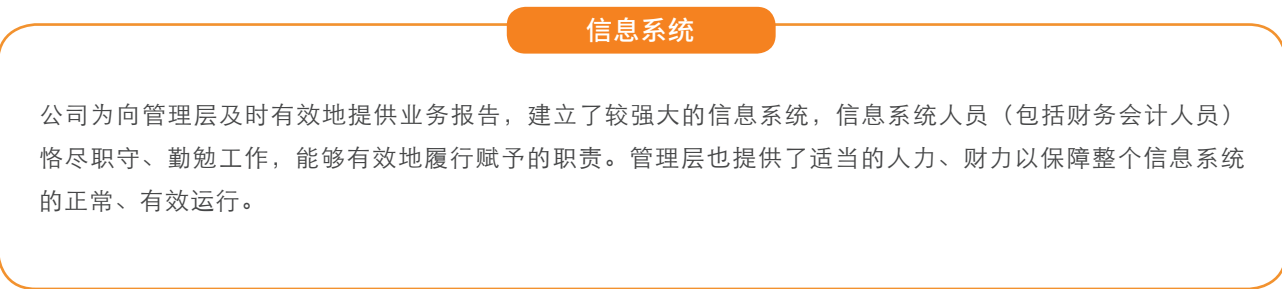 信息系统
公司为向管理层及时有效地提供业务报告，建立了较强大的信息系统，信息系统人员（包括财务会计人员）
恪尽职守、勤勉工作，能够有效地履行赋予的职责。管理层也提供了适当的人力、财力以保障整个信息系统
的正常、有效运行。